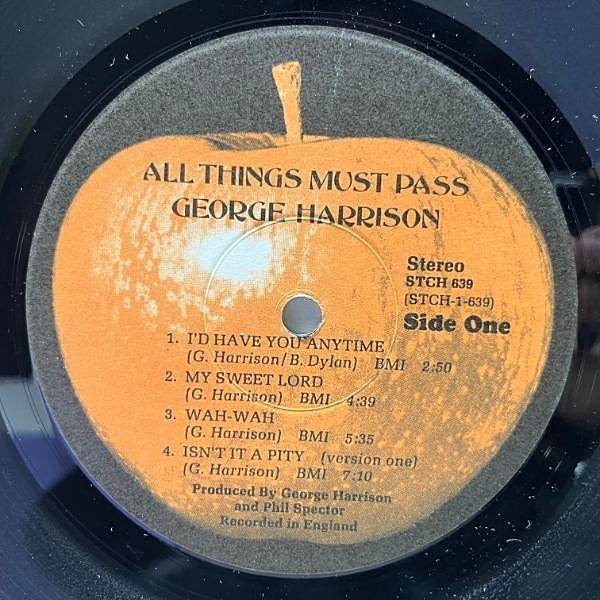 ALL THINGS MUST PASS
GEORGE HARRISON
Stereo
STCH 639
(STCH-1-639)
Side One
1. I'D HAVE YOU ANYTIME
(G. Harrison/B. Dylan) BMI 2:50
2. MY SWEET LORD
(G. Harrison) BMI 4:39
3. WAH-WAH
(G. Harrison) BMI 5:35
4. ISN'T IT A PITY (version one)
(G. Harrison) BMI 7:10
Produced By George Harrison
and Phil Spector
Recorded in England